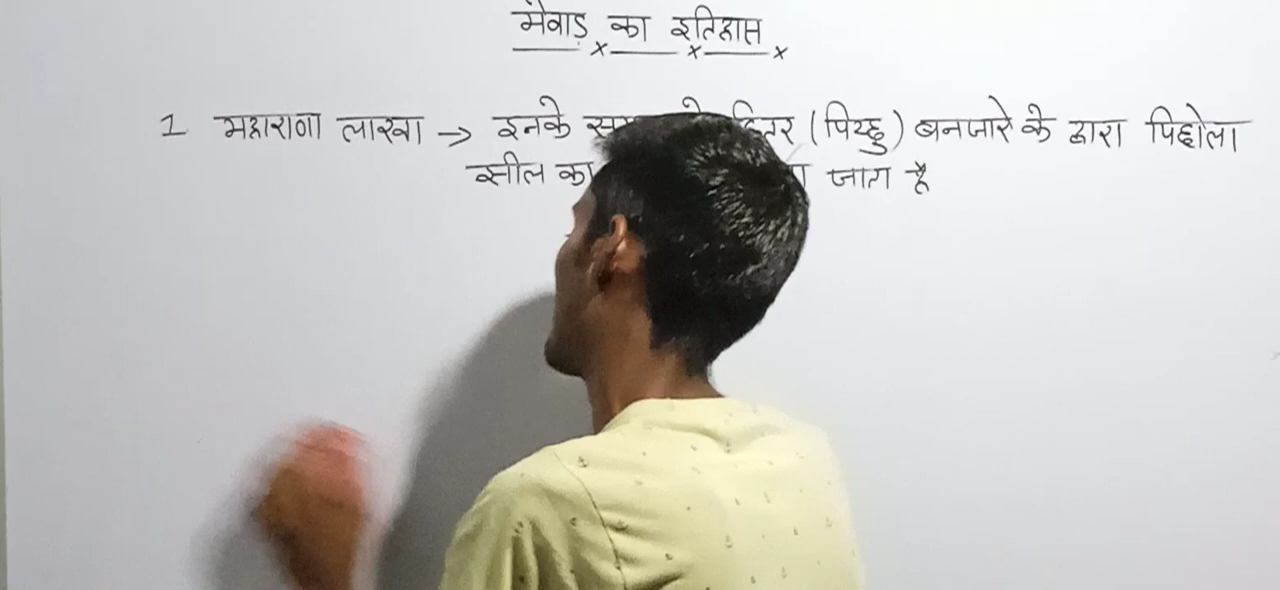 मेवाड़ का इतिहास
1 महाराणा लाखा → इनके (पिच्छु) बनजारे के द्वारा पिछोला
झील का जाता है